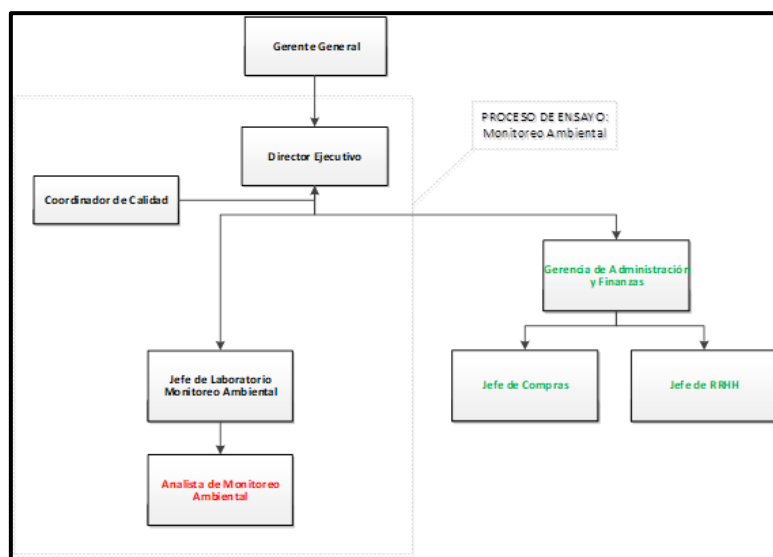 Gerente General
PROCESO DE ENSAYO:
Monitoreo Ambiental
Director Ejecutivo
Coordinador de Calidad
Gerencia de Administración
y Finanzas
Jefe de Laboratorio
Monitoreo Ambiental
Jefe de Compras
Jefe de RRHH
Analista de Monitoreo
Ambiental